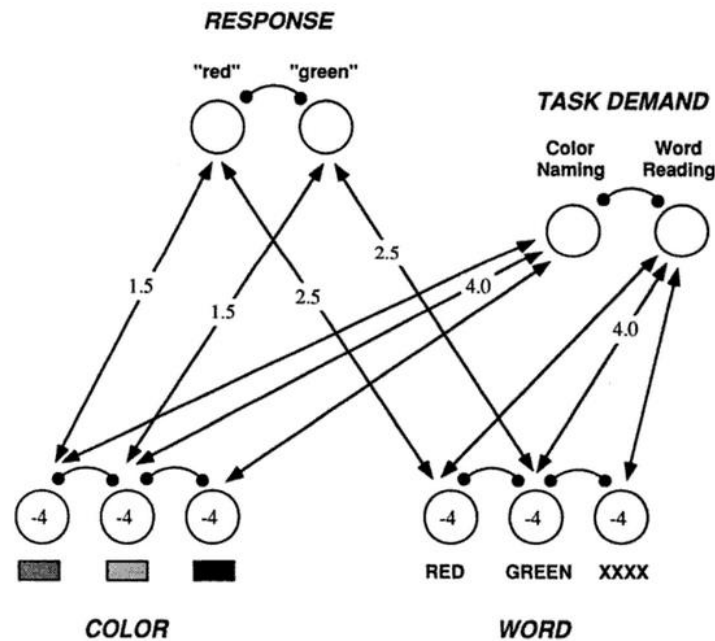 RESPONSE
"red" "green"
TASK DEMAND
Color Naming
Word Reading
2.5
1.5
1.5
2.5
4.0
4.0
-4 -4 -4 -4 -4 -4
RED GREEN XXXX
COLOR WORD